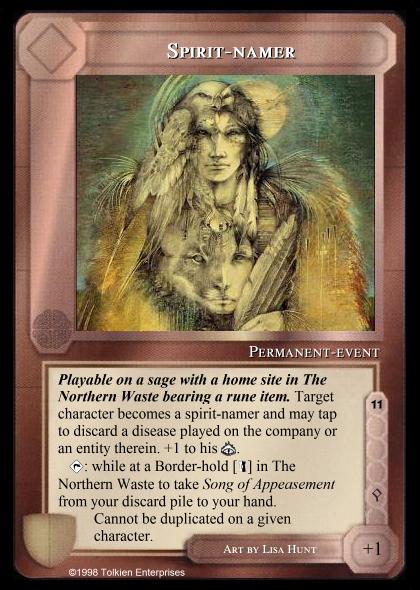 SPIRIT-NAMER
PERMANENT-EVENT
Playable on a sage with a home site in The
Northern Waste bearing a rune item. Target
character becomes a spirit-namer and may tap
to discard a disease played on the company or
an entity therein. +1 to his .
: while at a Border-hold [ ] in The
Northern Waste to take Song of Appeasement
from your discard pile to your hand.
Cannot be duplicated on a given
character.
11
ART BY LISA HUNT
+1
©1998 Tolkien Enterprises